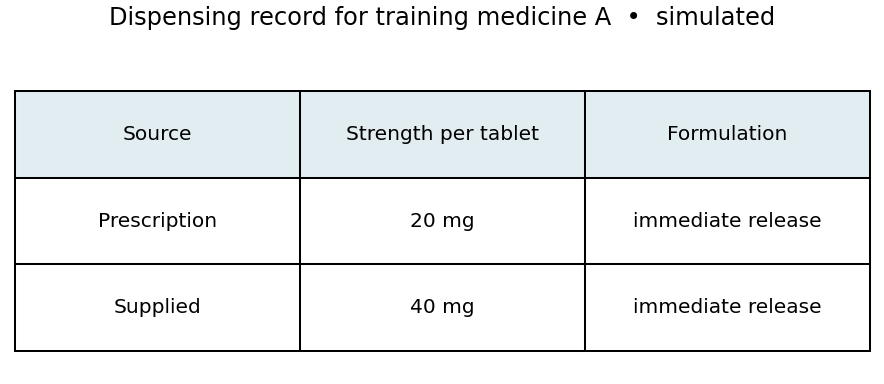 Dispensing record for training medicine A • simulated
Source Strength per tablet Formulation
Prescription 20 mg immediate release
Supplied 40 mg immediate release